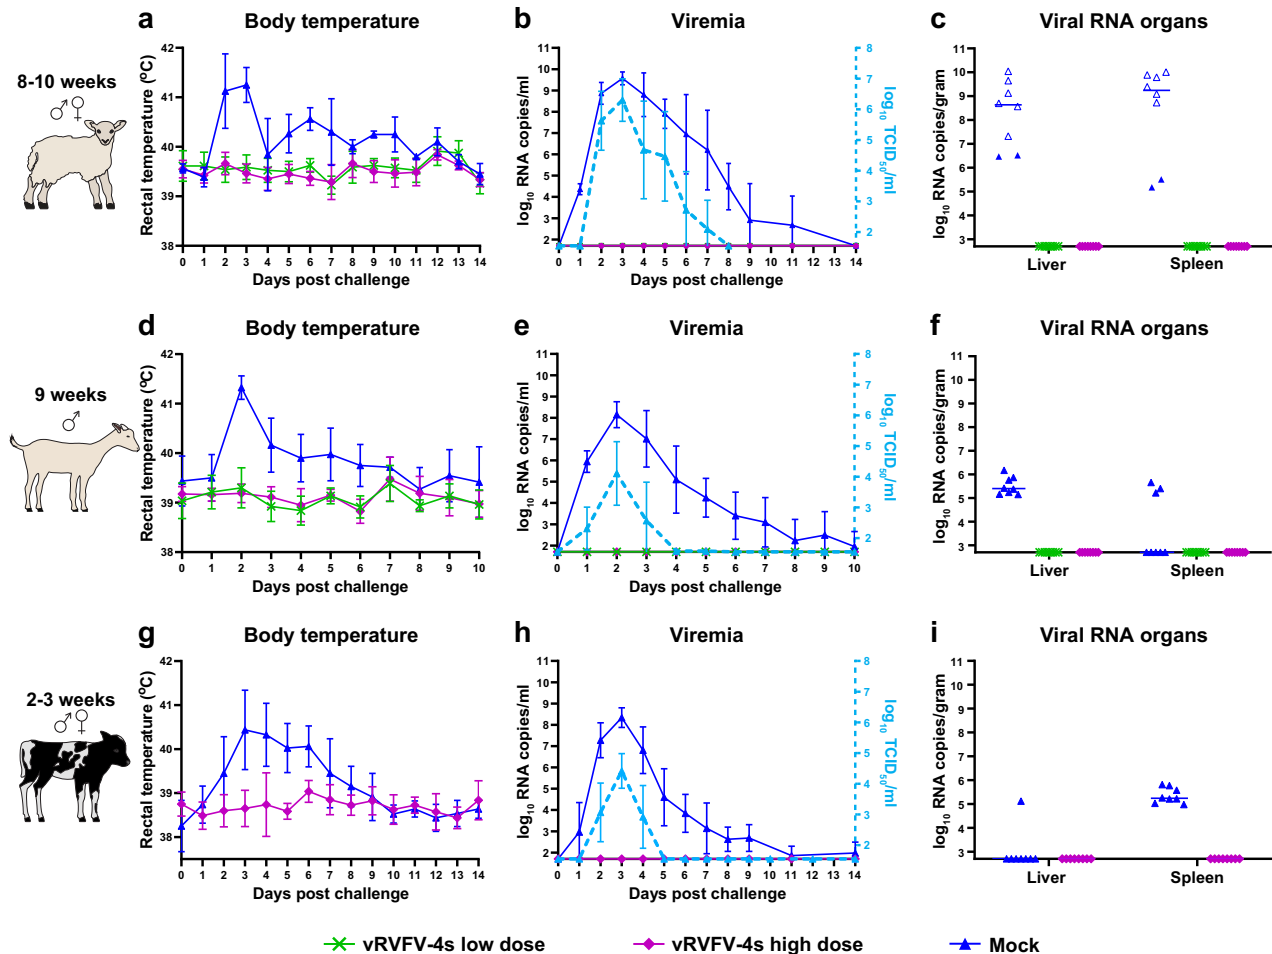 a Body temperature
8-10 weeks
♂♀
Rectal temperature (°C)
42
41
40
39
38
0 1 2 3 4 5 6 7 8 9 10 11 12 13 14
Days post challenge
b Viremia
log10 RNA copies/ml
11
10
9
8
7
6
5
4
3
2
8
7
6
5
4
3
2
log10 TCID50/ml
0 1 2 3 4 5 6 7 8 9 10 11 12 13 14
Days post challenge
c Viral RNA organs
log10 RNA copies/gram
11
10
9
8
7
6
5
4
3
Liver Spleen
d Body temperature
9 weeks
♂
Rectal temperature (°C)
42
41
40
39
38
0 1 2 3 4 5 6 7 8 9 10
Days post challenge
e Viremia
log10 RNA copies/ml
11
10
9
8
7
6
5
4
3
2
8
7
6
5
4
3
2
log10 TCID50/ml
0 1 2 3 4 5 6 7 8 9 10
Days post challenge
f Viral RNA organs
log10 RNA copies/gram
11
10
9
8
7
6
5
4
3
Liver Spleen
g Body temperature
2-3 weeks
♂♀
Rectal temperature (°C)
42
41
40
39
38
0 1 2 3 4 5 6 7 8 9 10 11 12 13 14
Days post challenge
h Viremia
log10 RNA copies/ml
11
10
9
8
7
6
5
4
3
2
8
7
6
5
4
3
2
log10 TCID50/ml
0 1 2 3 4 5 6 7 8 9 10 11 12 13 14
Days post challenge
i Viral RNA organs
log10 RNA copies/gram
11
10
9
8
7
6
5
4
3
Liver Spleen
vRVFV-4s low dose vRVFV-4s high dose Mock